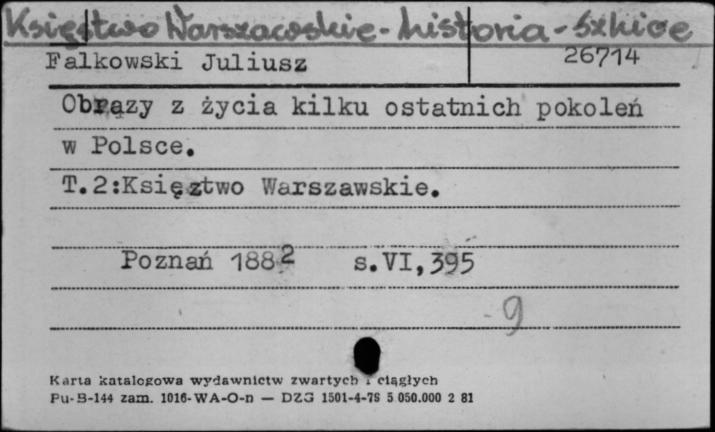 Księstwo Warszawskie - historia - szkice
Falkowski Juliusz 26714
Obrazy z życia kilku ostatnich pokoleń
w Polsce.
T.2:Księztwo Warszawskie.
Poznań 1882 s.VI,395
9
Karta katalogowa wydawnictw zwartych i ciągłych
Pu-B-144 zam. 1016-WA-O-n — DZG 1501-4-78 5 050.000 2 81